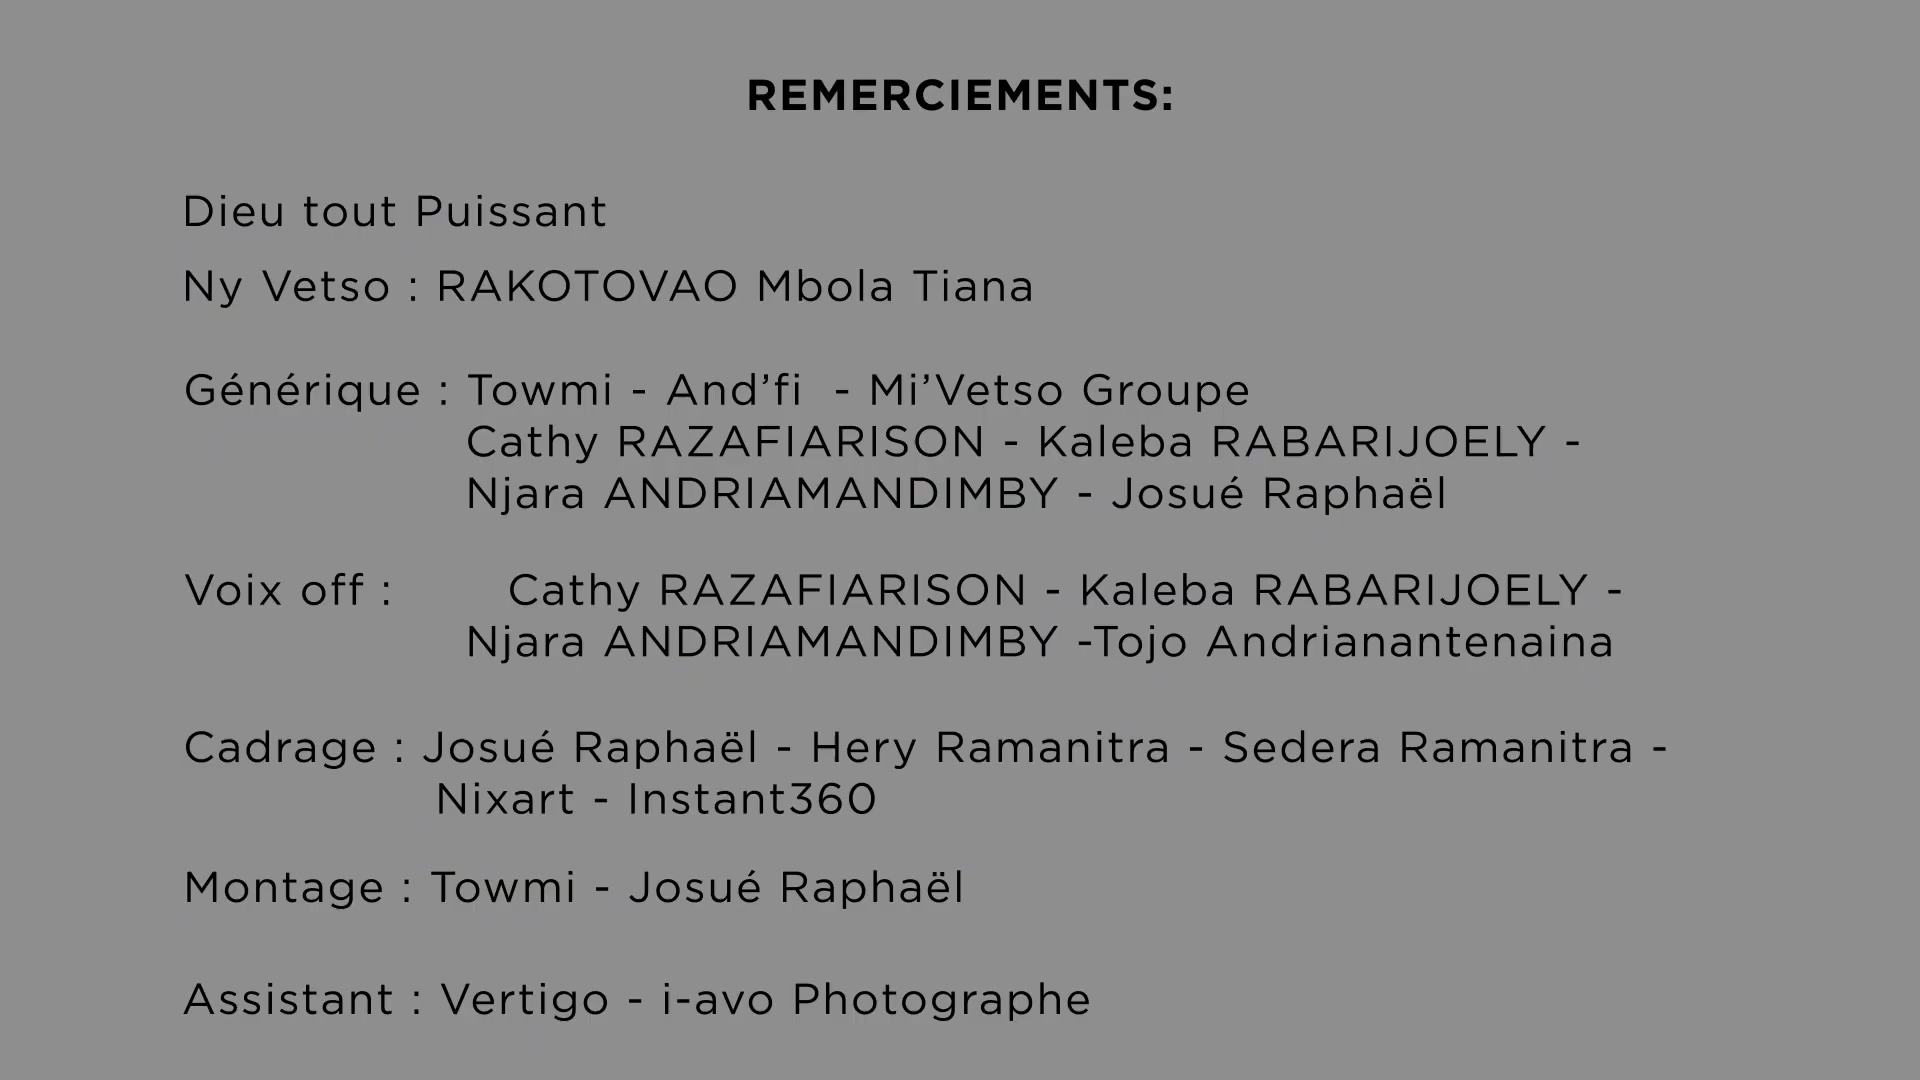 REMERCIEMENTS:
Dieu tout Puissant
Ny Vetso : RAKOTOVAO Mbola Tiana
Générique : Towmi - And’fi - Mi’Vetso Groupe
Cathy RAZAFIARISON - Kaleba RABARIJOELY -
Njara ANDRIAMANDIMBY - Josué Raphaël
Voix off : Cathy RAZAFIARISON - Kaleba RABARIJOELY -
Njara ANDRIAMANDIMBY -Tojo Andrianantenaina
Cadrage : Josué Raphaël - Hery Ramanitra - Sedera Ramanitra -
Nixart - Instant360
Montage : Towmi - Josué Raphaël
Assistant : Vertigo - i-avo Photographe